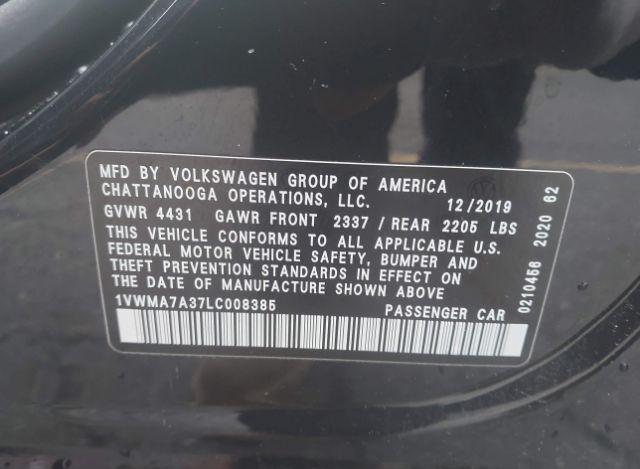 MFD BY VOLKSWAGEN GROUP OF AMERICA
CHATTANOOGA OPERATIONS, LLC. 12/2019
GVWR 4431 GAWR FRONT 2337 / REAR 2205 LBS
THIS VEHICLE CONFORMS TO ALL APPLICABLE U.S.
FEDERAL MOTOR VEHICLE SAFETY, BUMPER AND
THEFT PREVENTION STANDARDS IN EFFECT ON
THE DATE OF MANUFACTURE SHOWN ABOVE
1VWMA7A37LC008385 PASSENGER CAR
0210456 2020 62